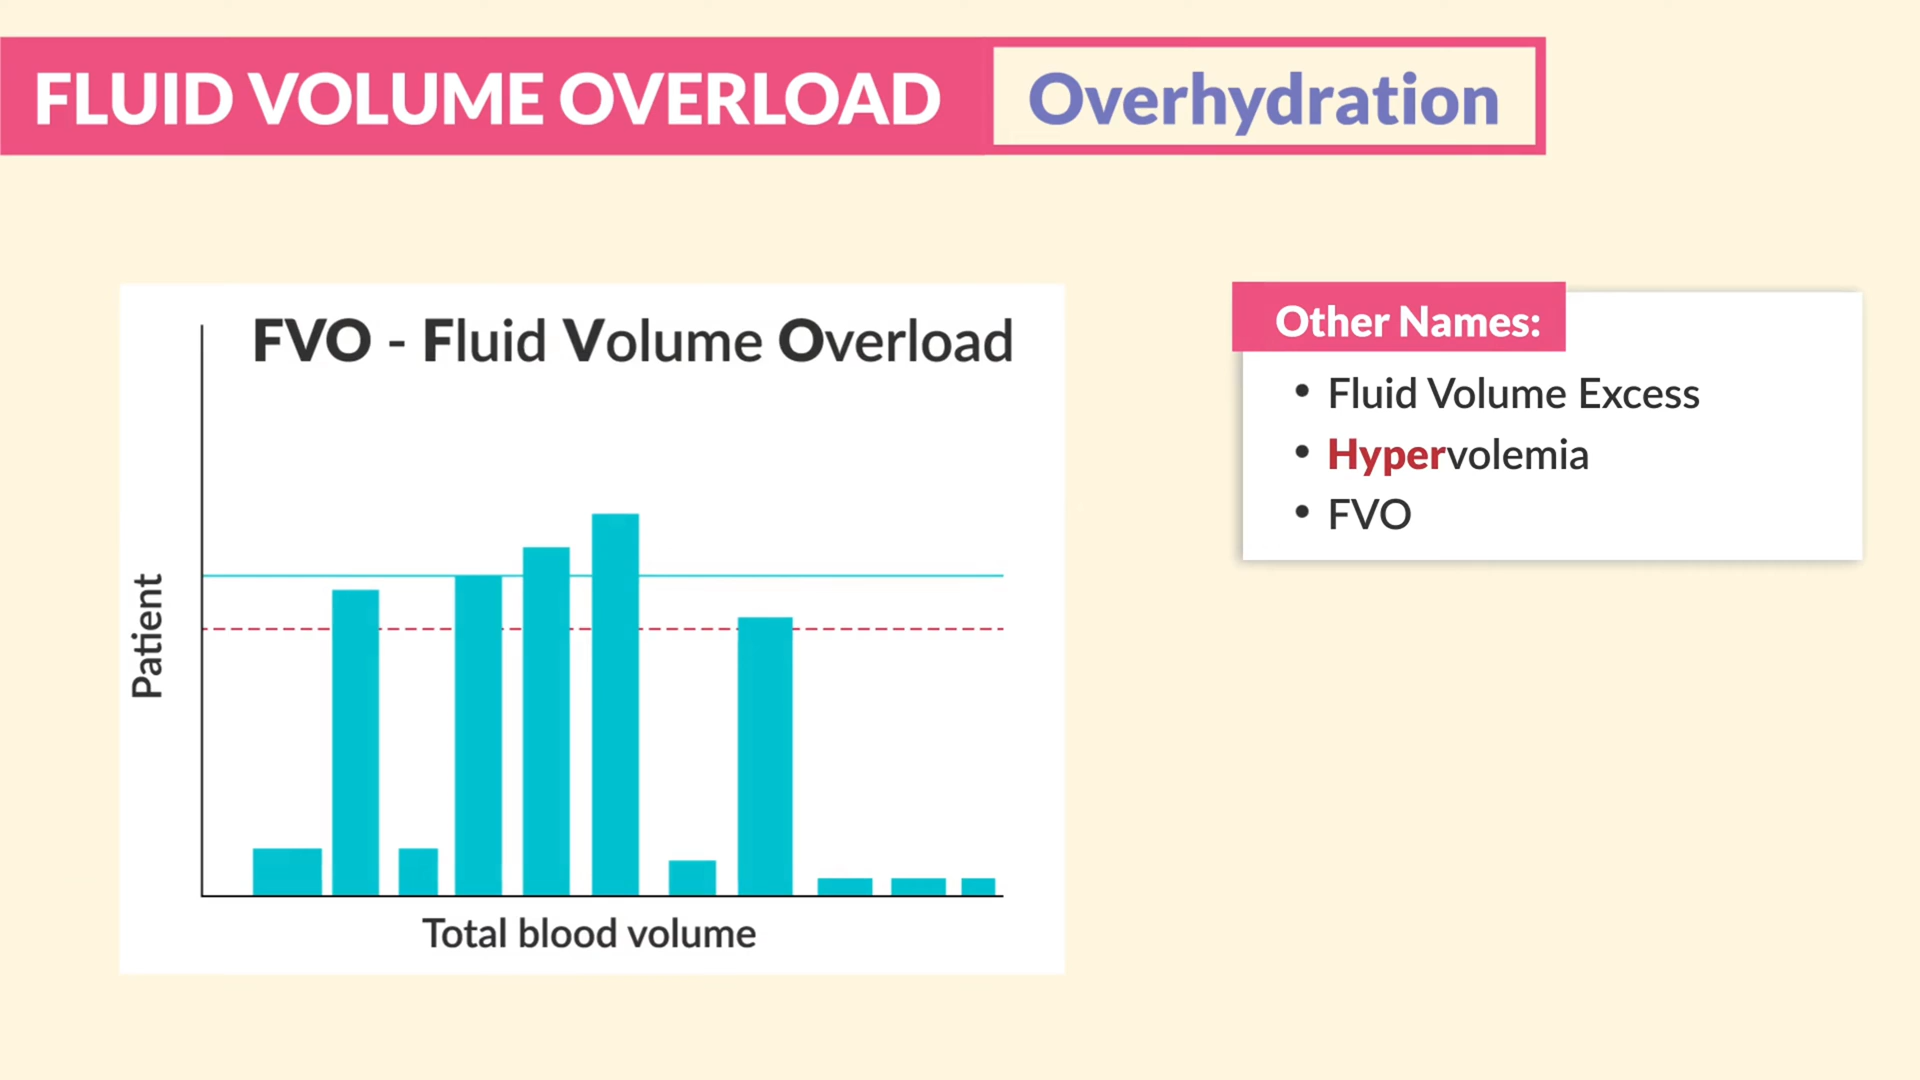 FLUID VOLUME OVERLOAD
Overhydration
FVO - Fluid Volume Overload
Patient
Total blood volume
Other Names:
• Fluid Volume Excess
• Hypervolemia
• FVO